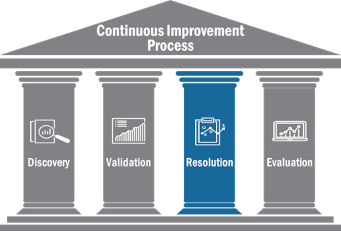 Continuous Improvement
Process
Discovery
Validation
Resolution
Evaluation